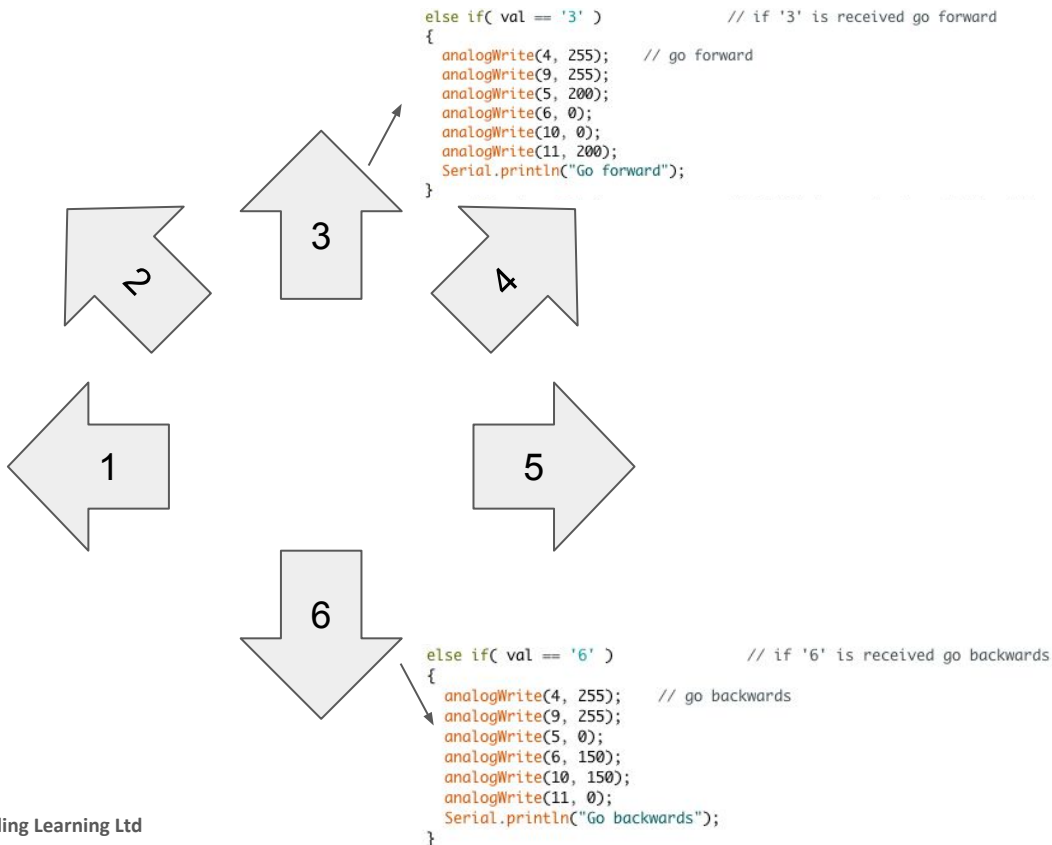 else if( val == '3' ) // if '3' is received go forward
{
analogWrite(4, 255); // go forward
analogWrite(9, 255);
analogWrite(5, 200);
analogWrite(6, 0);
analogWrite(10, 0);
analogWrite(11, 200);
Serial.println("Go forward");
}
2
3
4
1
5
6
else if( val == '6' ) // if '6' is received go backwards
{
analogWrite(4, 255); // go backwards
analogWrite(9, 255);
analogWrite(5, 0);
analogWrite(6, 150);
analogWrite(10, 150);
analogWrite(11, 0);
Serial.println("Go backwards");
}
ding Learning Ltd